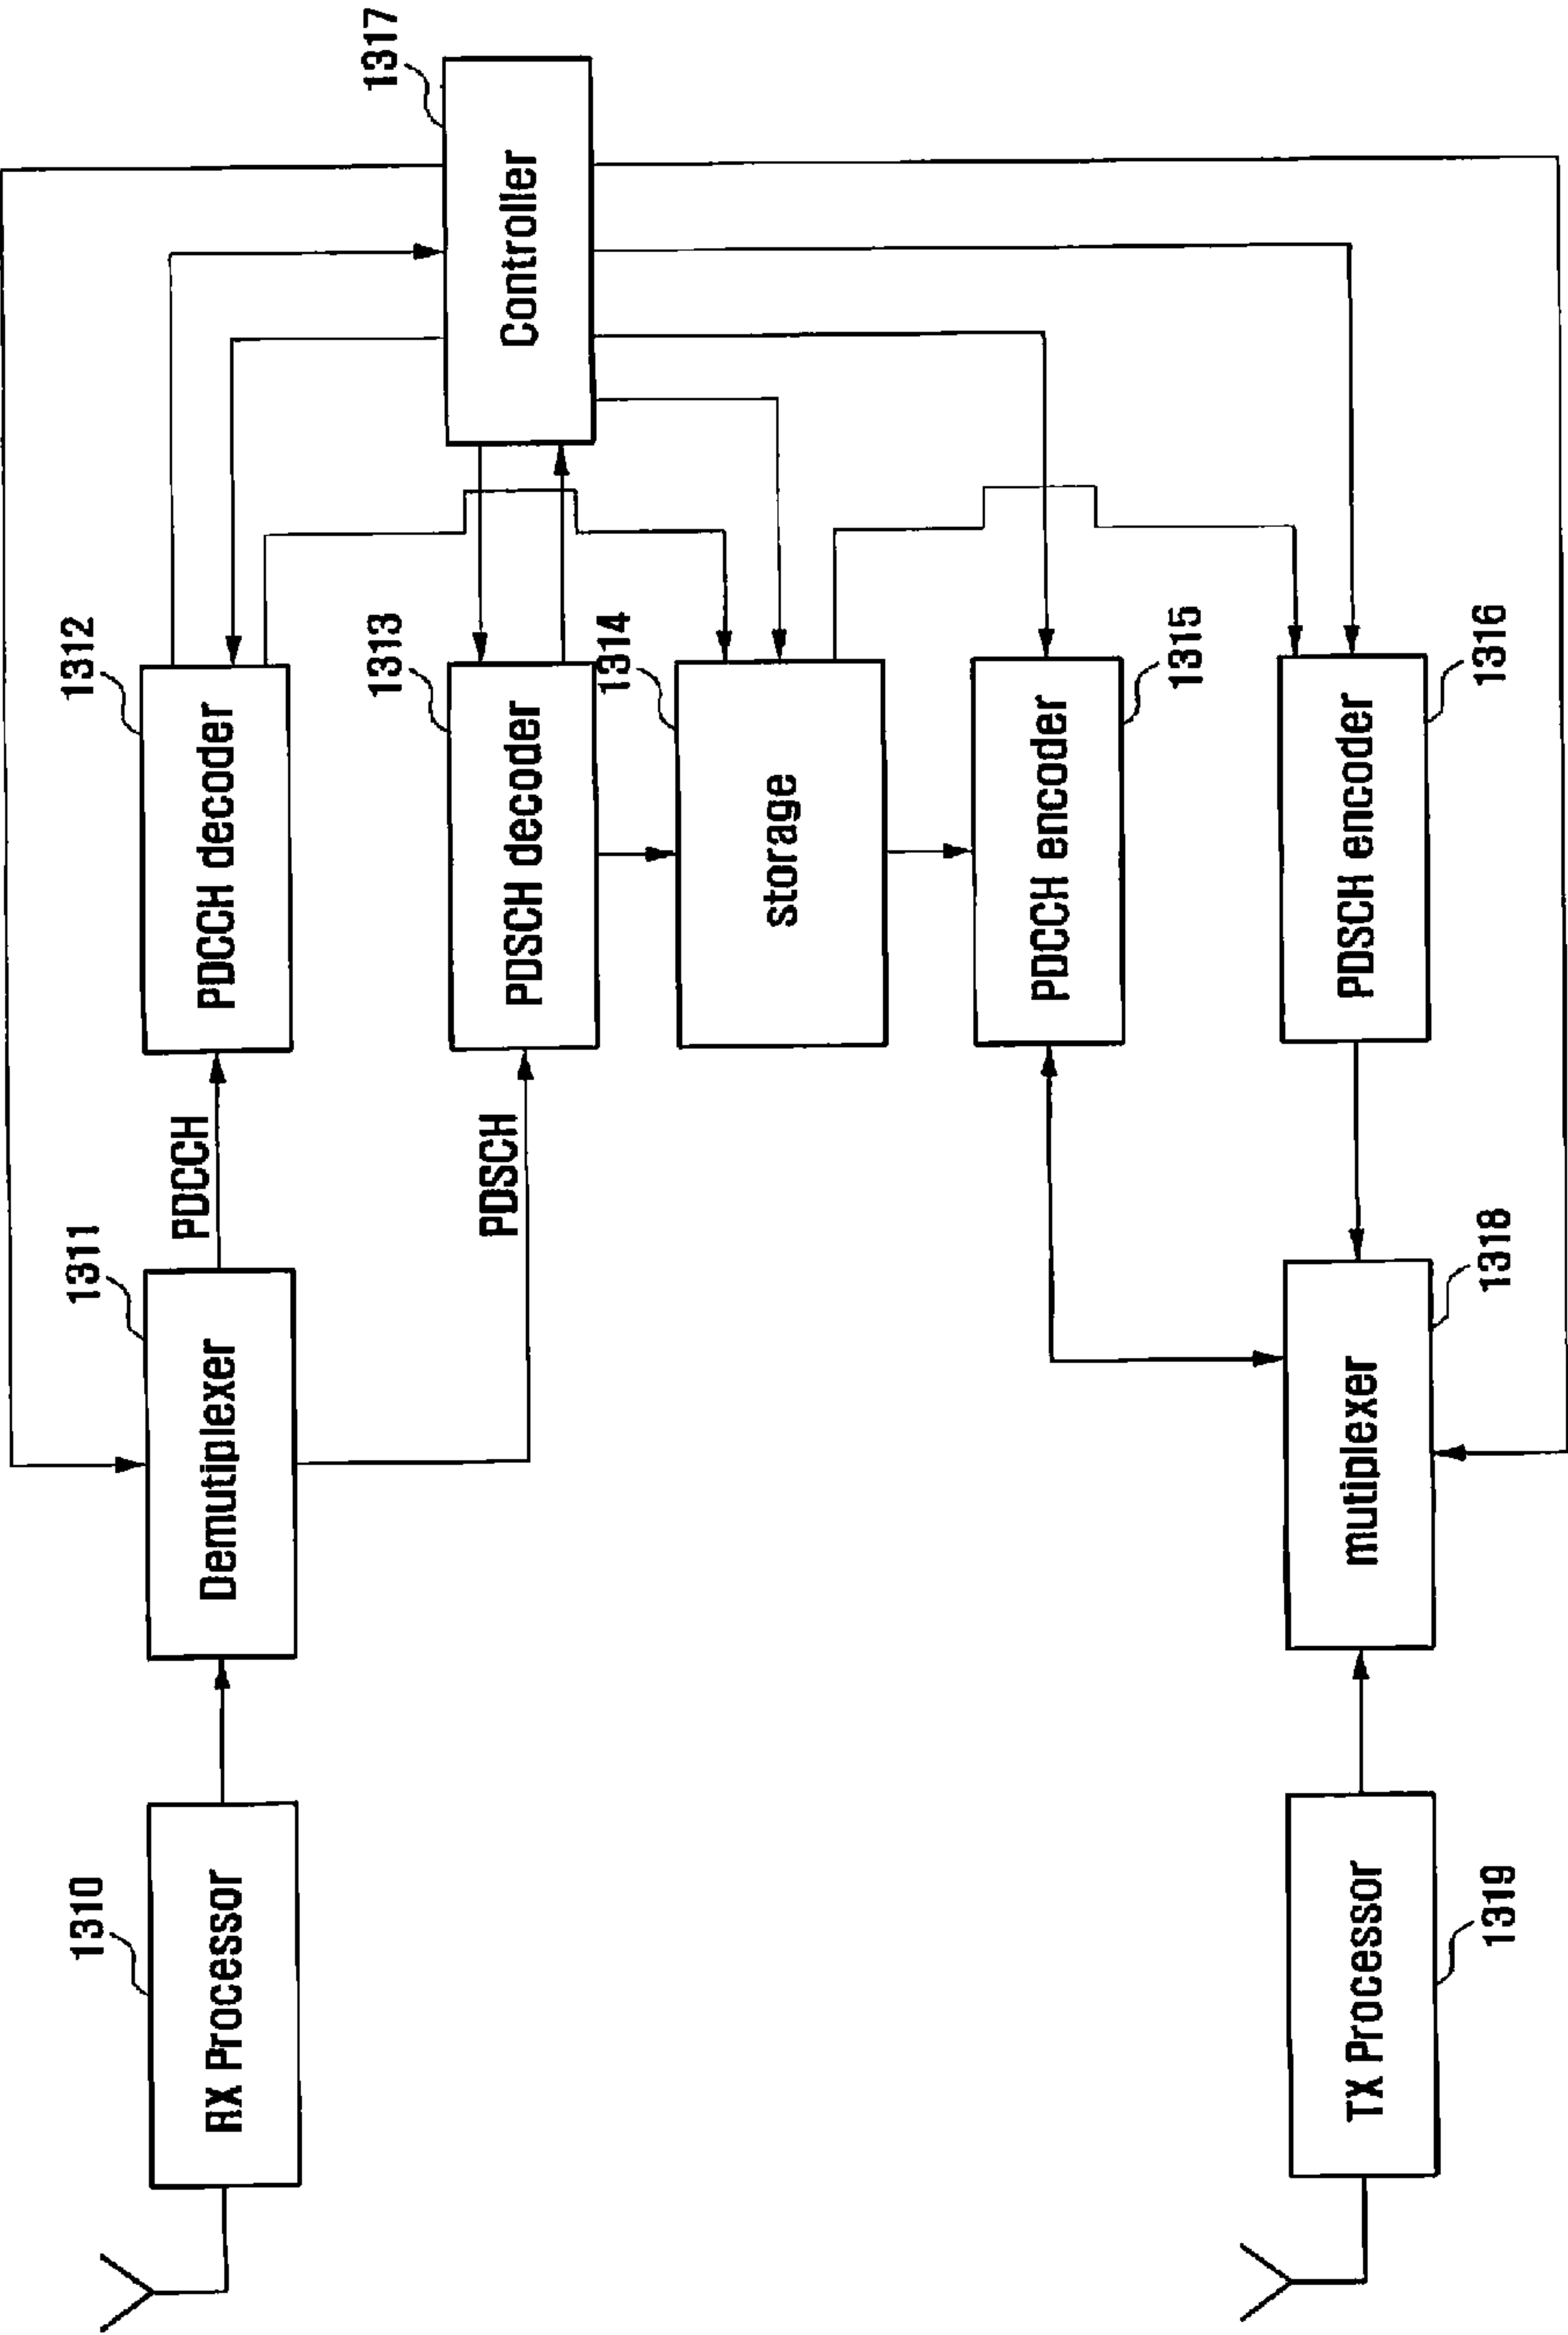 1310
RX Processor
1311
Demutiplexer
PDCCH
PDSCH
1312
PDCCH decoder
1313
PDSCH decoder
1314
storage
PDCCH encoder
1315
PDSCH encoder
1316
1317
Controller
mutiplexer
1318
TX Processor
1319